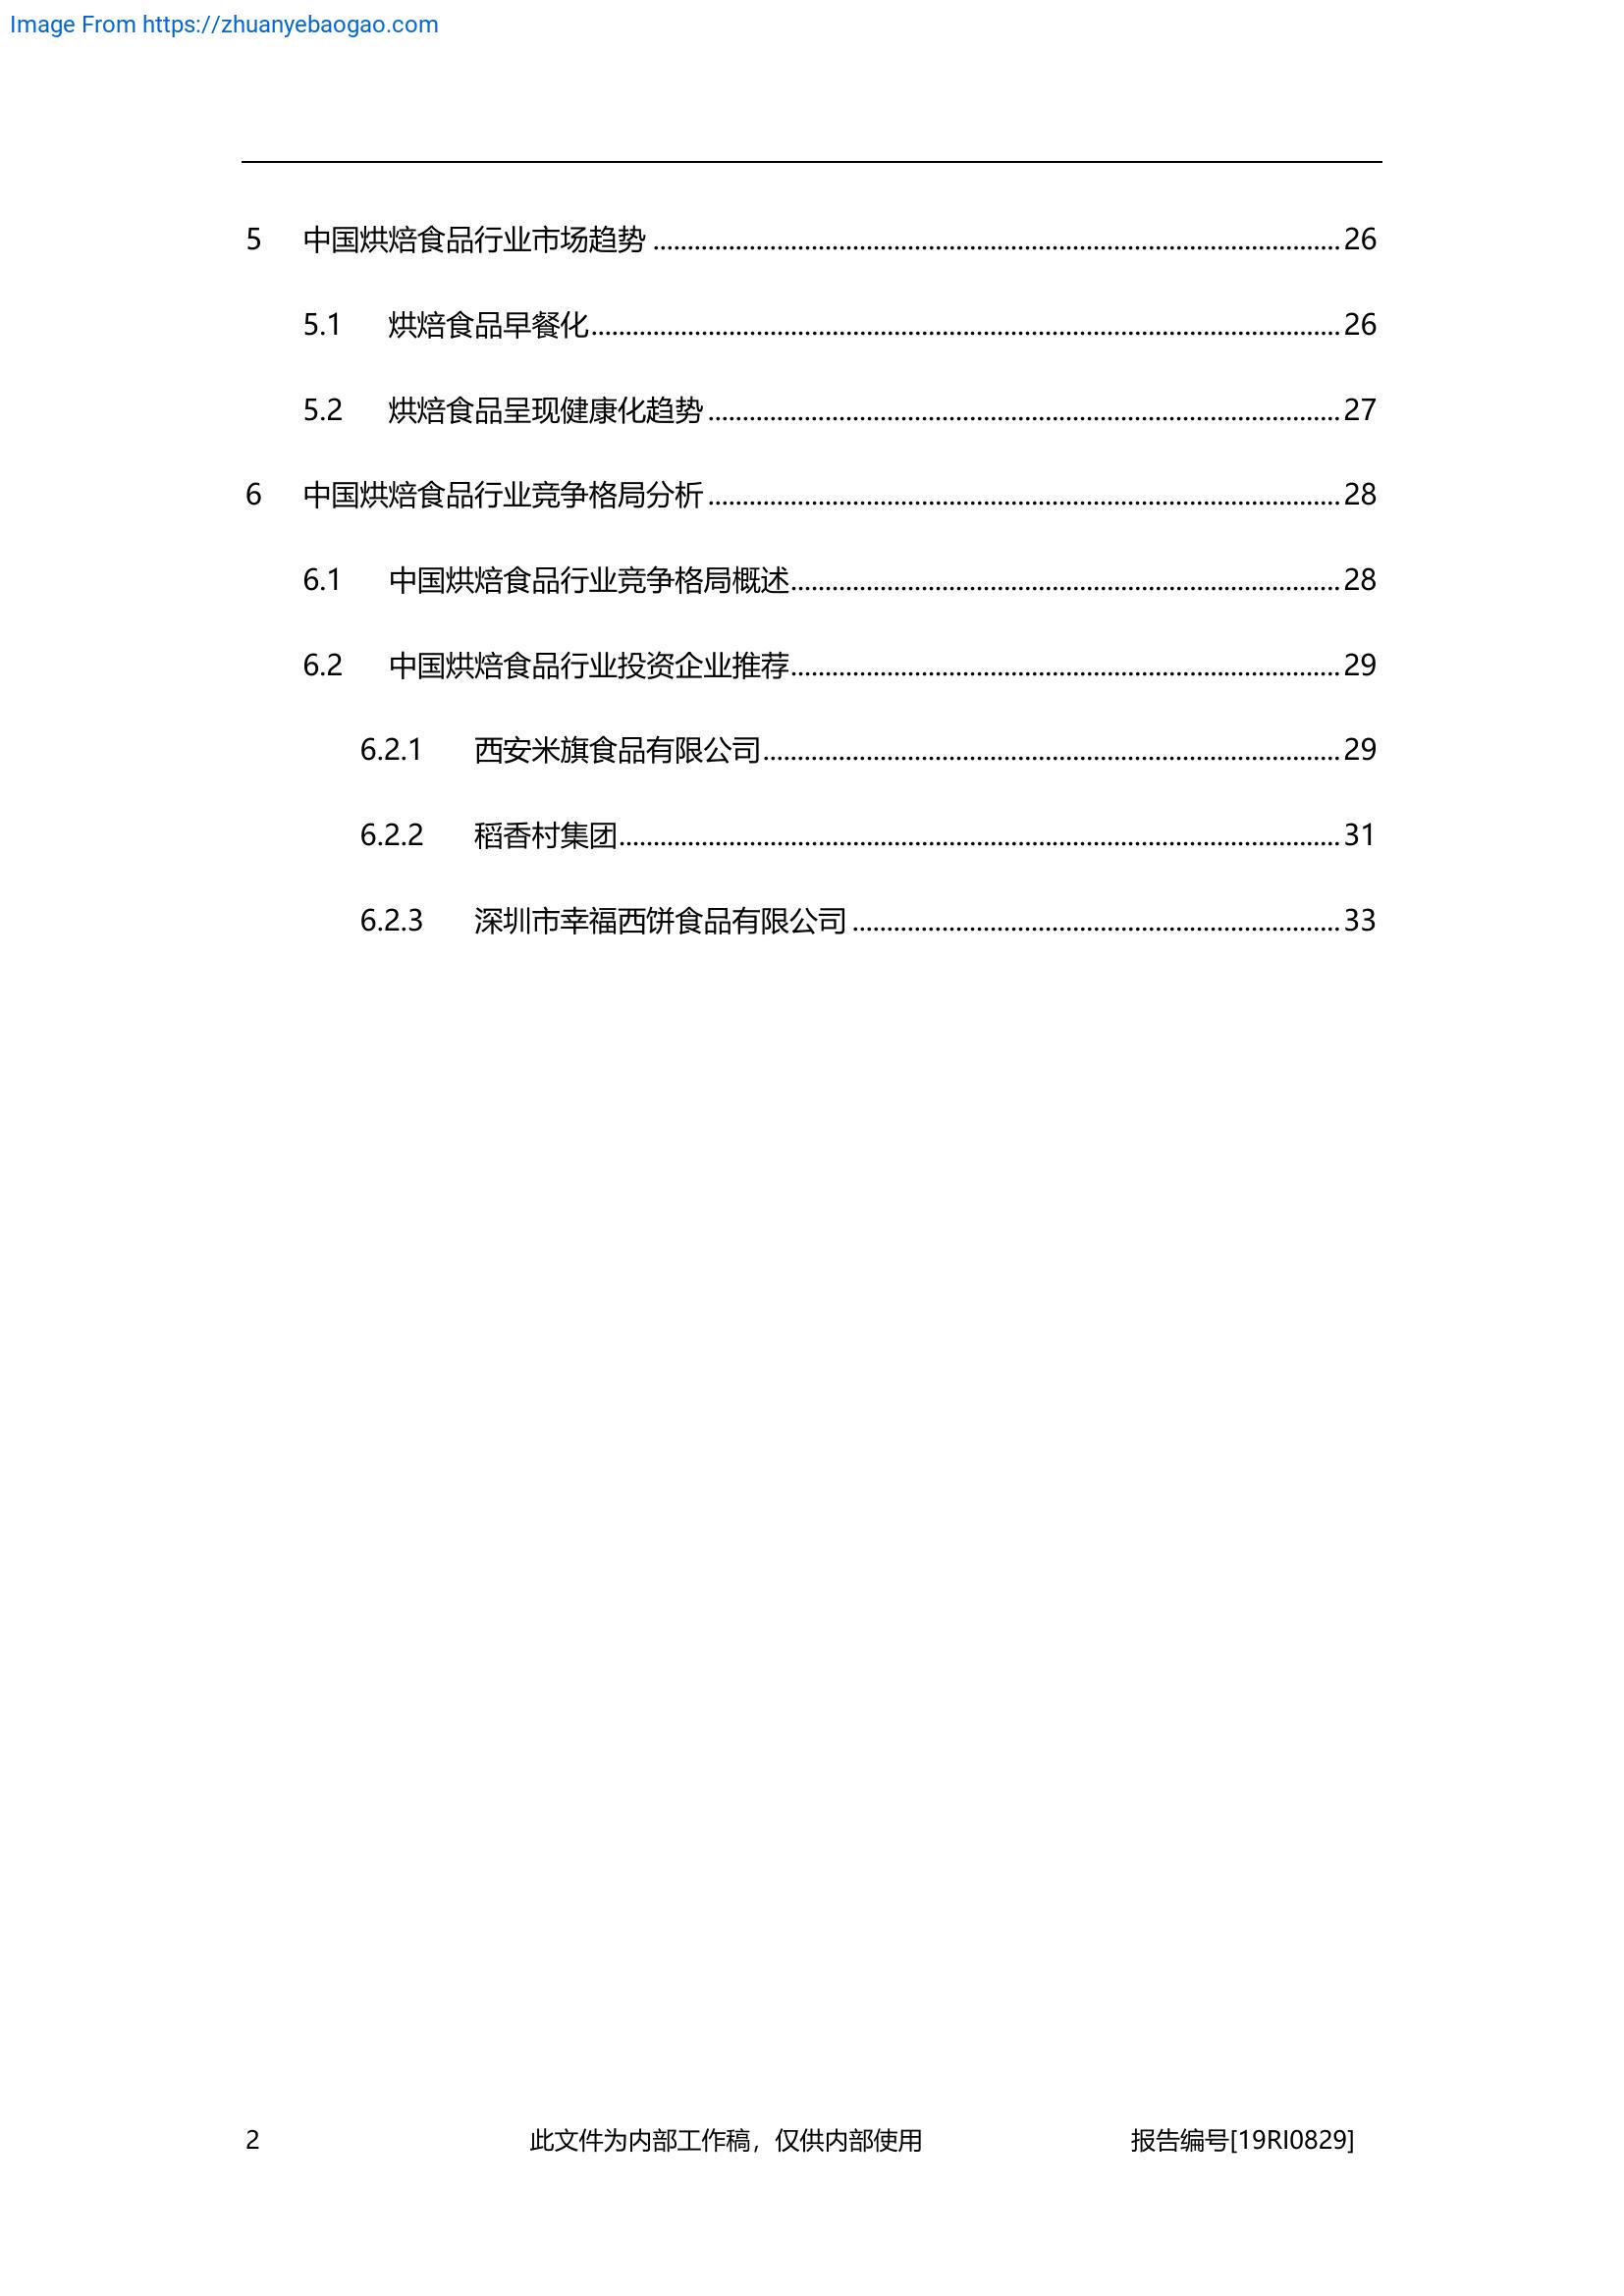 Image From https://zhuanyebaogao.com
5 中国烘焙食品行业市场趋势 ........ 26
5.1 烘焙食品早餐化 ........ 26
5.2 烘焙食品呈现健康化趋势 ........ 27
6 中国烘焙食品行业竞争格局分析 ........ 28
6.1 中国烘焙食品行业竞争格局概述 ........ 28
6.2 中国烘焙食品行业投资企业推荐 ........ 29
6.2.1 西安米旗食品有限公司 ........ 29
6.2.2 稻香村集团 ........ 31
6.2.3 深圳市幸福西饼食品有限公司 ........ 33
2 此文件为内部工作稿，仅供内部使用 报告编号[19RI0829]